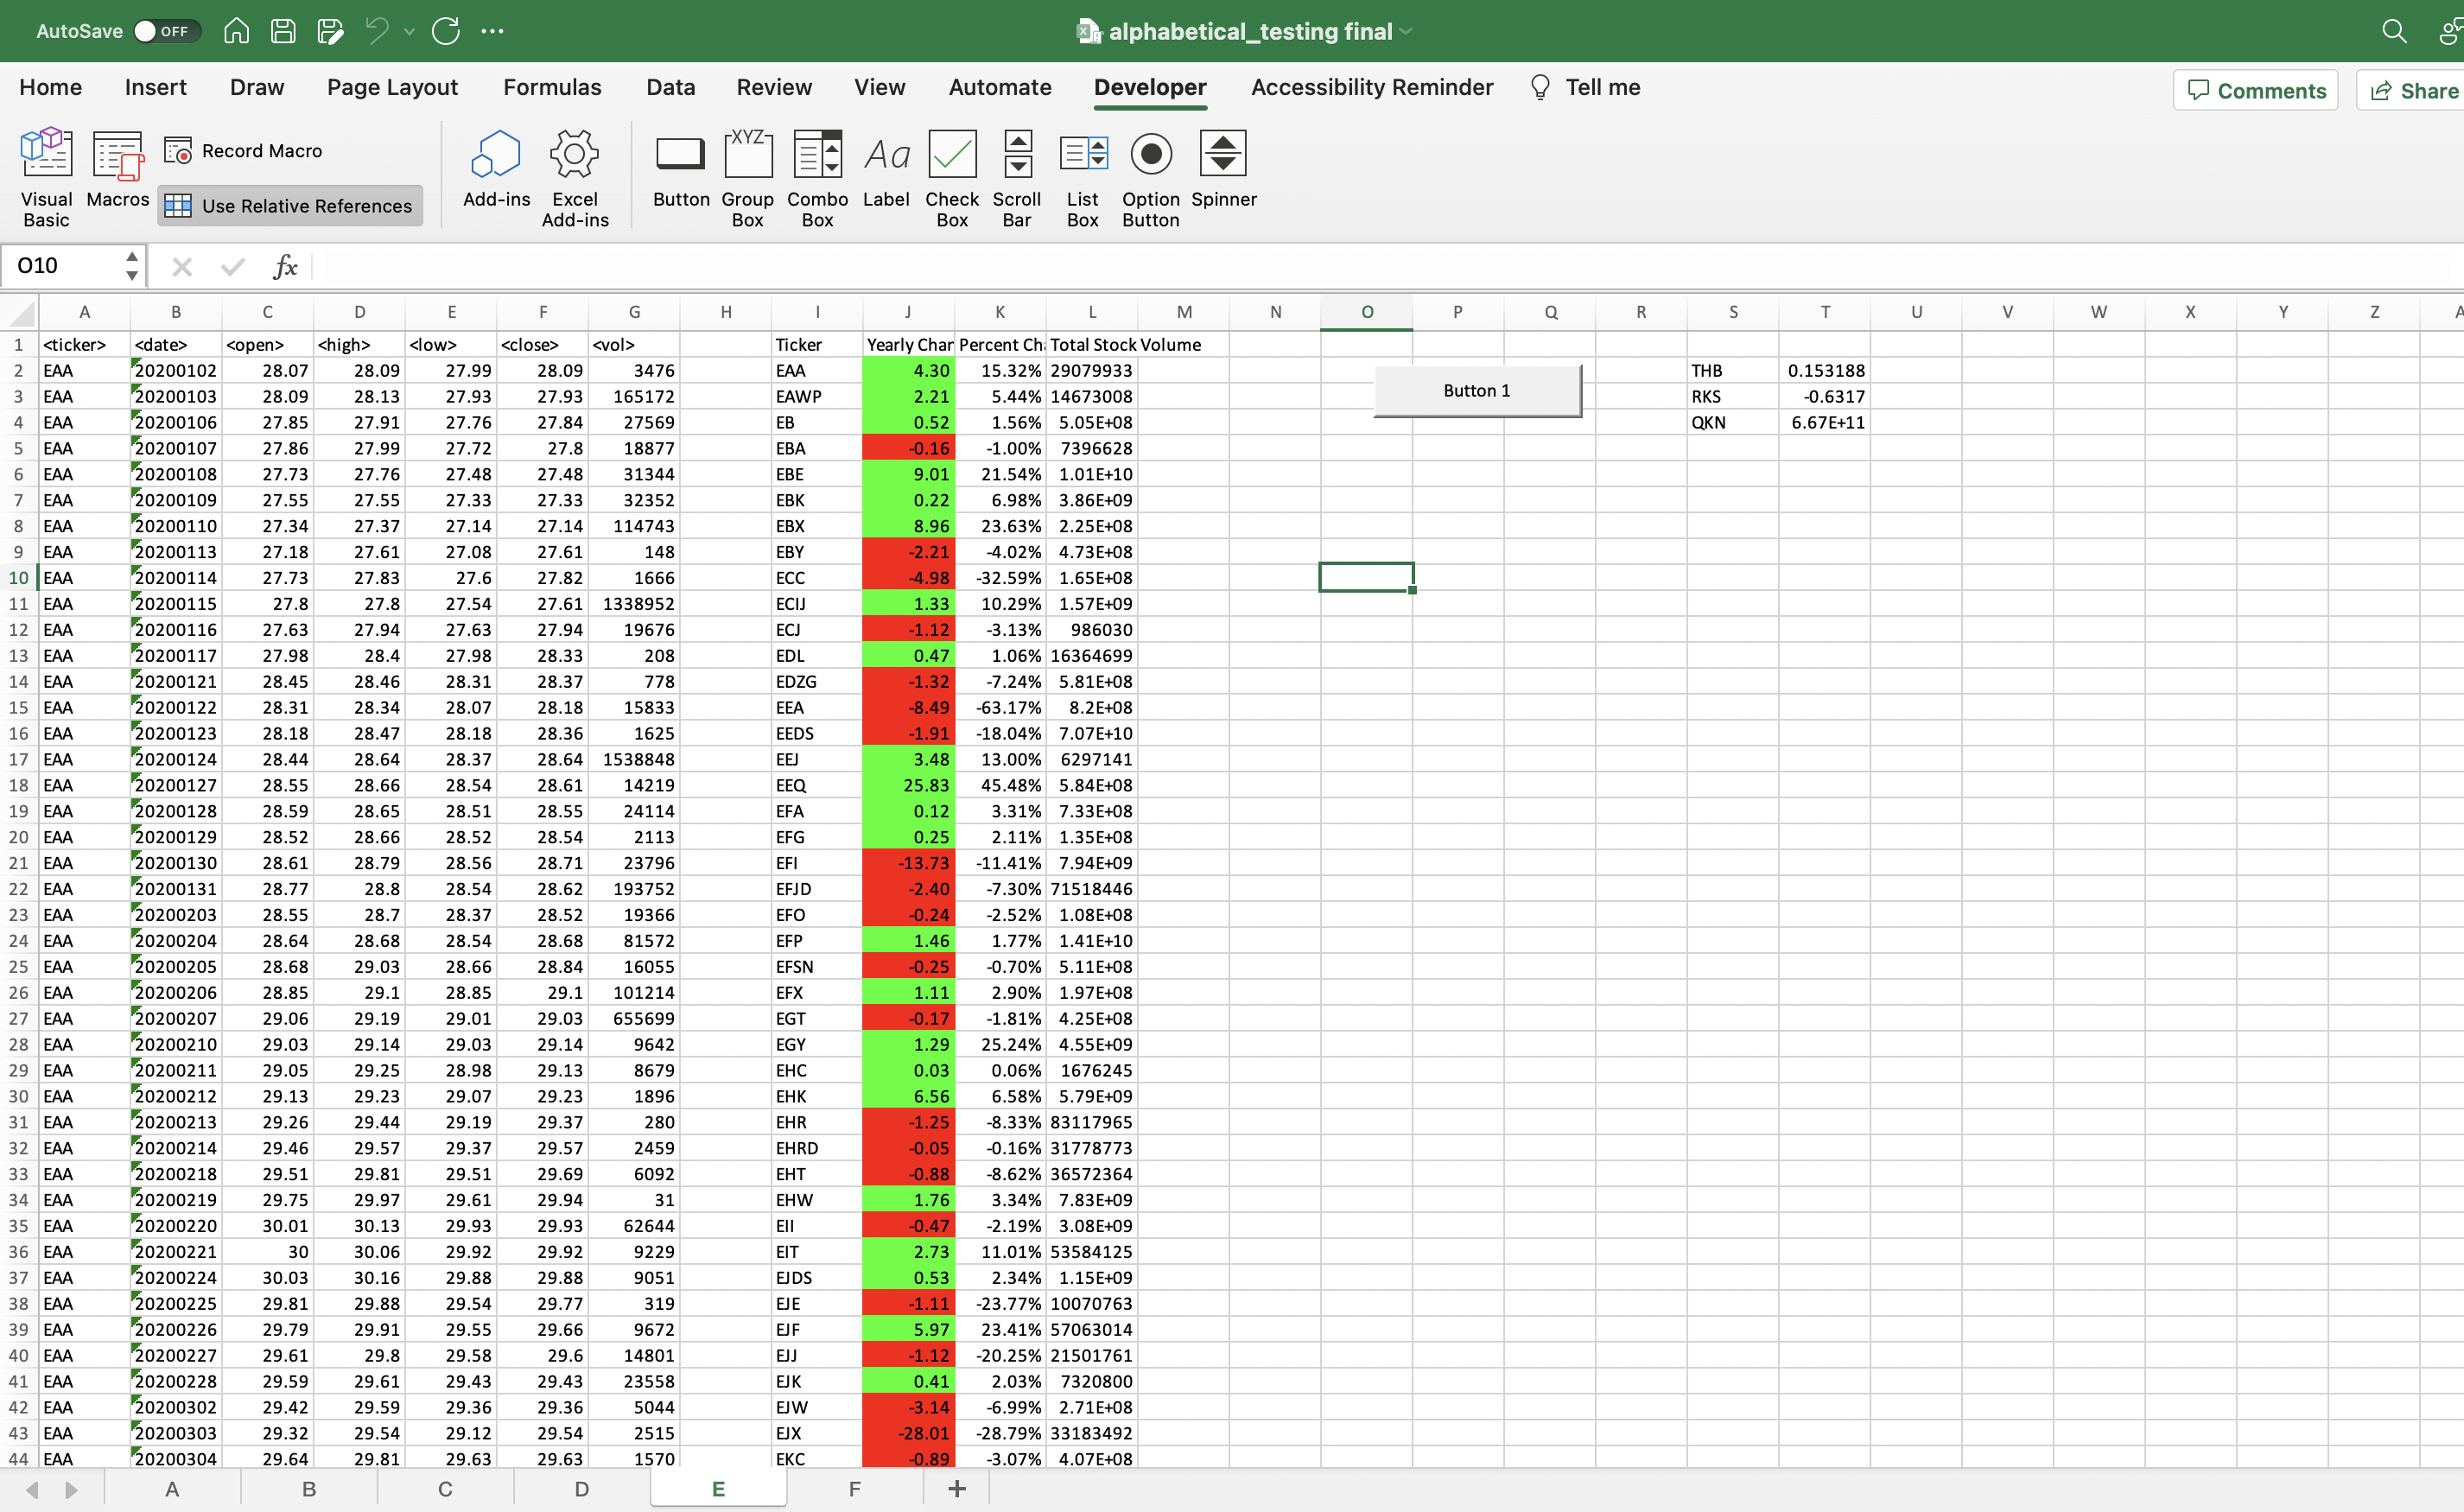 AutoSave OFF alphabetical_testing final
Home Insert Draw Page Layout Formulas Data Review View Automate Developer Accessibility Reminder Tell me Comments Share
Visual Basic Macros Record Macro Use Relative References Add-ins Excel Add-ins Button Group Box Combo Box Label Check Box Scroll Bar List Box Option Button Spinner
XYZ Aa
O10 fx
A B C D E F G H I J K L M N O P Q R S T U V W X Y Z
1 <ticker> <date> <open> <high> <low> <close> <vol> Ticker Yearly Char Percent Ch Total Stock Volume
2 EAA 20200102 28.07 28.09 27.99 28.09 3476 EAA 4.30 15.32% 29079933 THB 0.153188
Button 1
3 EAA 20200103 28.09 28.13 27.93 27.93 165172 EAWP 2.21 5.44% 14673008 RKS -0.6317
4 EAA 20200106 27.85 27.91 27.76 27.84 27569 EB 0.52 1.56% 5.05E+08 QKN 6.67E+11
5 EAA 20200107 27.86 27.99 27.72 27.8 18877 EBA -0.16 -1.00% 7396628
6 EAA 20200108 27.73 27.76 27.48 27.48 31344 EBE 9.01 21.54% 1.01E+10
7 EAA 20200109 27.55 27.55 27.33 27.33 32352 EBK 0.22 6.98% 3.86E+09
8 EAA 20200110 27.34 27.37 27.14 27.14 114743 EBX 8.96 23.63% 2.25E+08
9 EAA 20200113 27.18 27.61 27.08 27.61 148 EBY -2.21 -4.02% 4.73E+08
10 EAA 20200114 27.73 27.83 27.6 27.82 1666 ECC -4.98 -32.59% 1.65E+08
11 EAA 20200115 27.8 27.8 27.54 27.61 1338952 ECIJ 1.33 10.29% 1.57E+09
12 EAA 20200116 27.63 27.94 27.63 27.94 19676 ECJ -1.12 -3.13% 986030
13 EAA 20200117 27.98 28.4 27.98 28.33 208 EDL 0.47 1.06% 16364699
14 EAA 20200121 28.45 28.46 28.31 28.37 778 EDZG -1.32 -7.24% 5.81E+08
15 EAA 20200122 28.31 28.34 28.07 28.18 15833 EEA -8.49 -63.17% 8.2E+08
16 EAA 20200123 28.18 28.47 28.18 28.36 1625 EEDS -1.91 -18.04% 7.07E+10
17 EAA 20200124 28.44 28.64 28.37 28.64 1538848 EEJ 3.48 13.00% 6297141
18 EAA 20200127 28.55 28.66 28.54 28.61 14219 EEQ 25.83 45.48% 5.84E+08
19 EAA 20200128 28.59 28.65 28.51 28.55 24114 EFA 0.12 3.31% 7.33E+08
20 EAA 20200129 28.52 28.66 28.52 28.54 2113 EFG 0.25 2.11% 1.35E+08
21 EAA 20200130 28.61 28.79 28.56 28.71 23796 EFI -13.73 -11.41% 7.94E+09
22 EAA 20200131 28.77 28.8 28.54 28.62 193752 EFJD -2.40 -7.30% 71518446
23 EAA 20200203 28.55 28.7 28.37 28.52 19366 EFO -0.24 -2.52% 1.08E+08
24 EAA 20200204 28.64 28.68 28.54 28.68 81572 EFP 1.46 1.77% 1.41E+10
25 EAA 20200205 28.68 29.03 28.66 28.84 16055 EFSN -0.25 -0.70% 5.11E+08
26 EAA 20200206 28.85 29.1 28.85 29.1 101214 EFX 1.11 2.90% 1.97E+08
27 EAA 20200207 29.06 29.19 29.01 29.03 655699 EGT -0.17 -1.81% 4.25E+08
28 EAA 20200210 29.03 29.14 29.03 29.14 9642 EGY 1.29 25.24% 4.55E+09
29 EAA 20200211 29.05 29.25 28.98 29.13 8679 EHC 0.03 0.06% 1676245
30 EAA 20200212 29.13 29.23 29.07 29.23 1896 EHK 6.56 6.58% 5.79E+09
31 EAA 20200213 29.26 29.44 29.19 29.37 280 EHR -1.25 -8.33% 83117965
32 EAA 20200214 29.46 29.57 29.37 29.57 2459 EHRD -0.05 -0.16% 31778773
33 EAA 20200218 29.51 29.81 29.51 29.69 6092 EHT -0.88 -8.62% 36572364
34 EAA 20200219 29.75 29.97 29.61 29.94 31 EHW 1.76 3.34% 7.83E+09
35 EAA 20200220 30.01 30.13 29.93 29.93 62644 EII -0.47 -2.19% 3.08E+09
36 EAA 20200221 30 30.06 29.92 29.92 9229 EIT 2.73 11.01% 53584125
37 EAA 20200224 30.03 30.16 29.88 29.88 9051 EJDS 0.53 2.34% 1.15E+09
38 EAA 20200225 29.81 29.88 29.54 29.77 319 EJE -1.11 -23.77% 10070763
39 EAA 20200226 29.79 29.91 29.55 29.66 9672 EJF 5.97 23.41% 57063014
40 EAA 20200227 29.61 29.8 29.58 29.6 14801 EJJ -1.12 -20.25% 21501761
41 EAA 20200228 29.59 29.61 29.43 29.43 23558 EJK 0.41 2.03% 7320800
42 EAA 20200302 29.42 29.59 29.36 29.36 5044 EJW -3.14 -6.99% 2.71E+08
43 EAA 20200303 29.32 29.54 29.12 29.54 2515 EJX -28.01 -28.79% 33183492
44 EAA 20200304 29.64 29.81 29.63 29.63 1570 EKC -0.89 -3.07% 4.07E+08
A B C D E F +